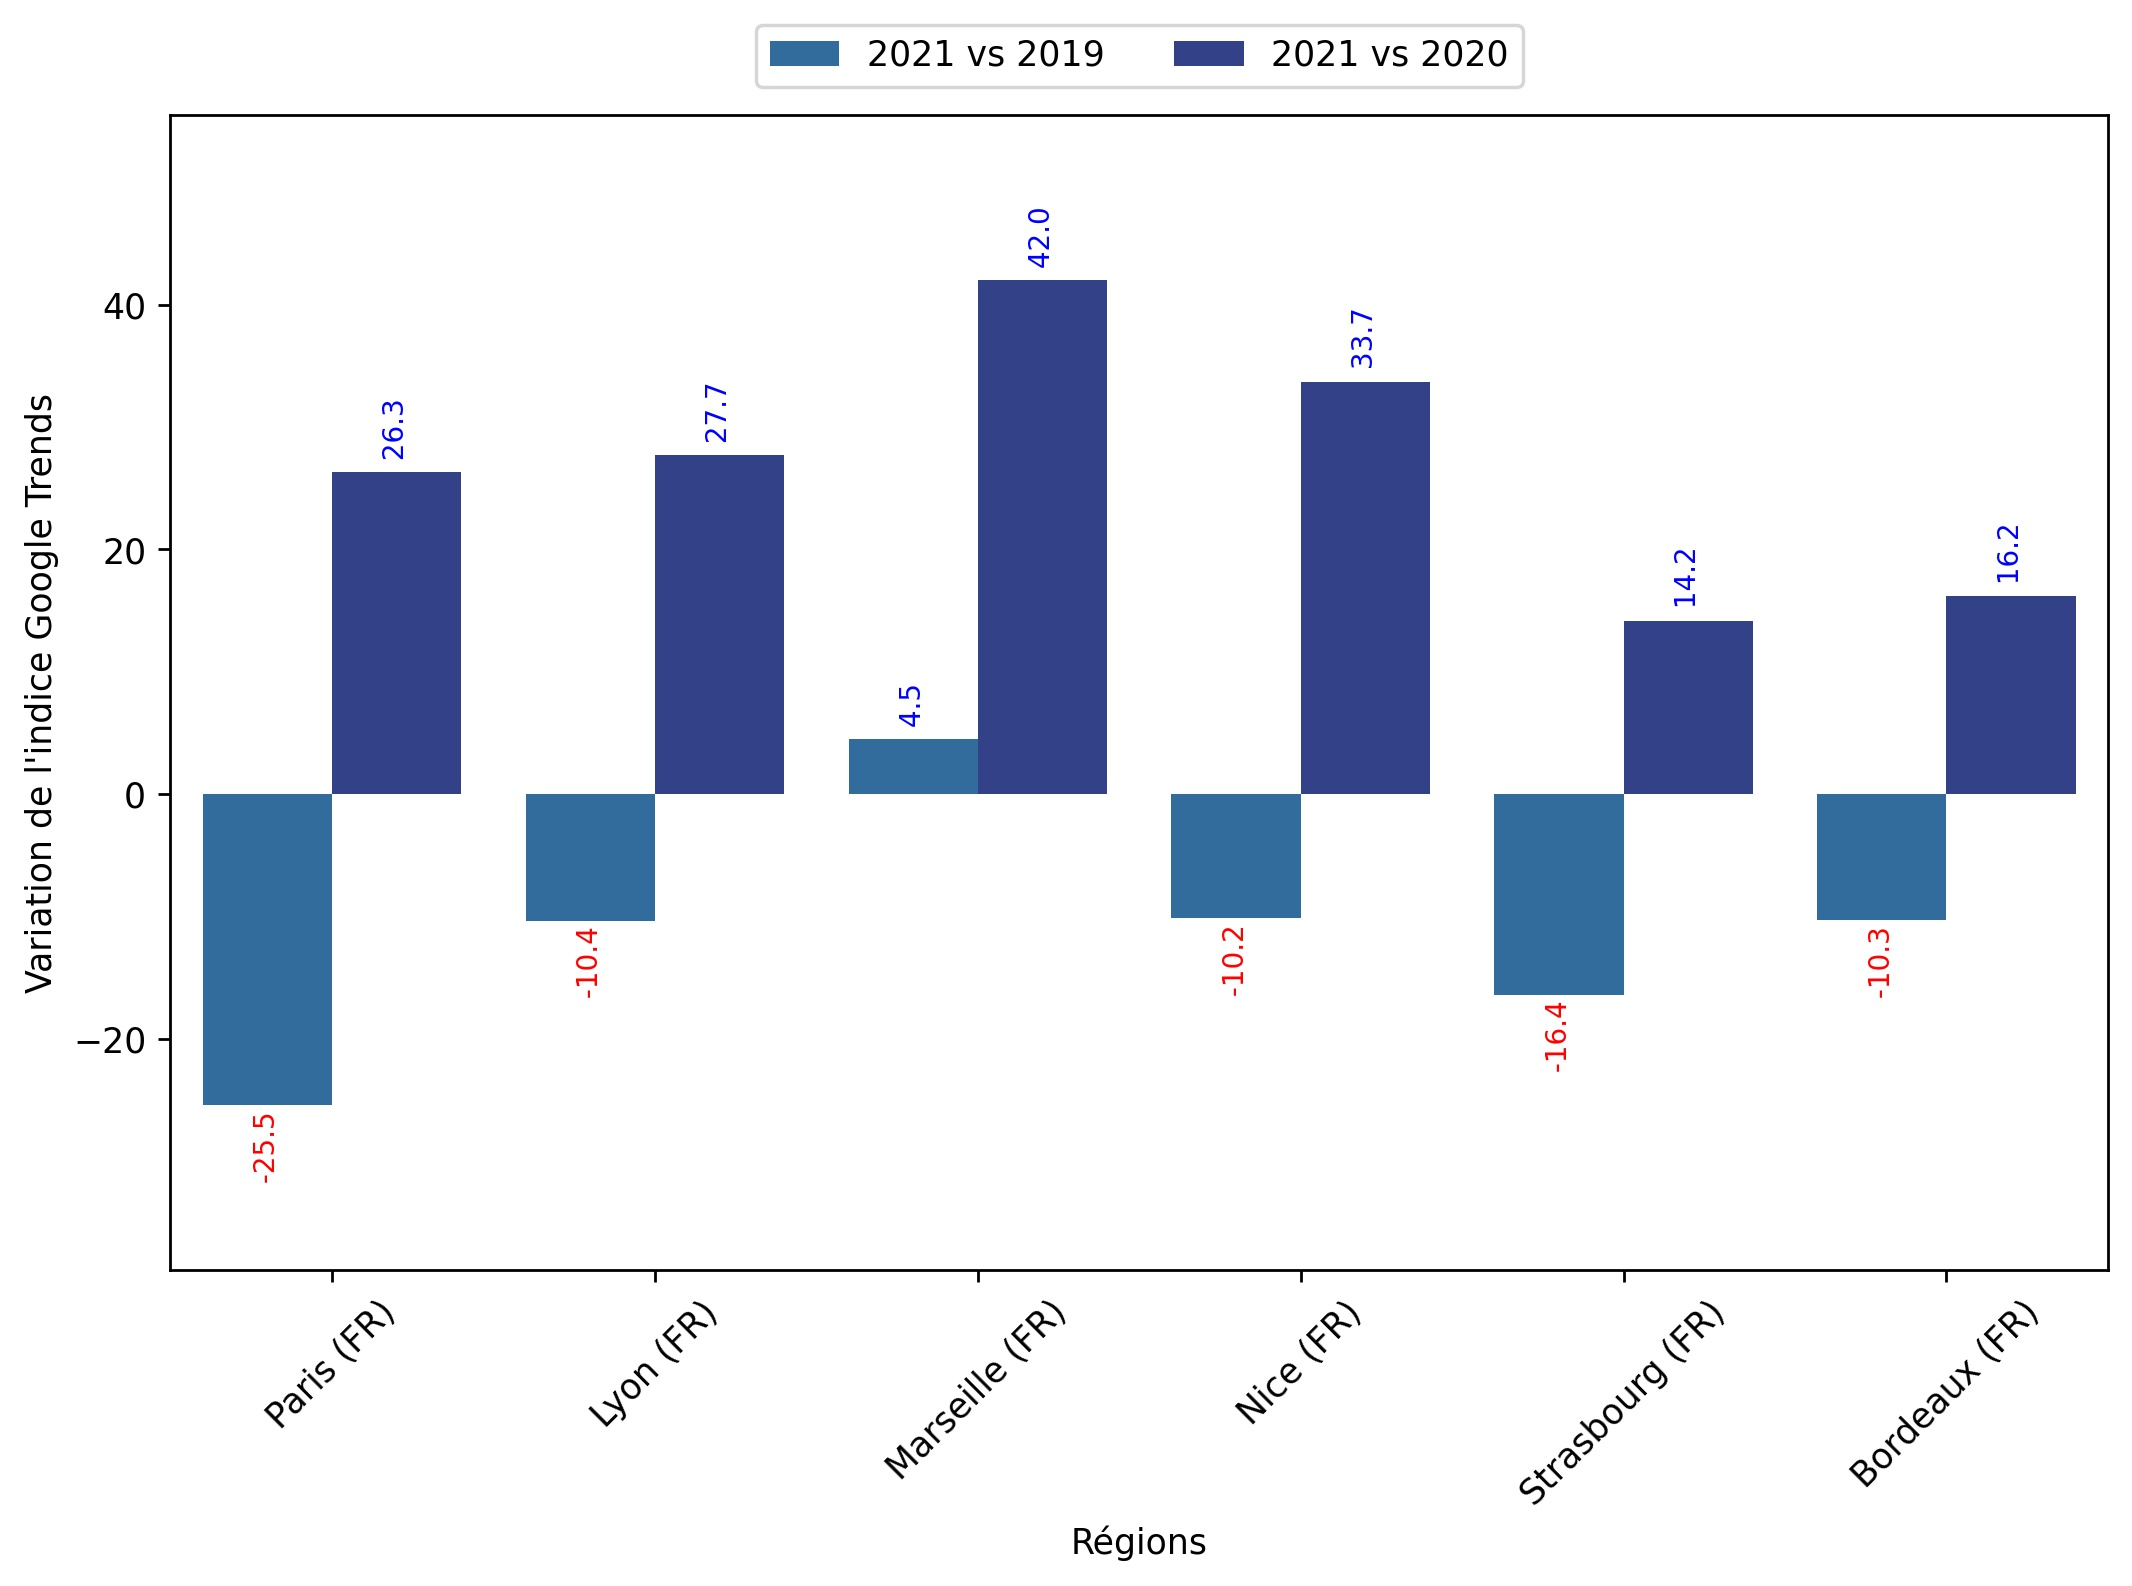 2021 vs 2019
2021 vs 2020
Variation de l'indice Google Trends
40
20
0
−20
-25.5
26.3
-10.4
27.7
4.5
42.0
-10.2
33.7
-16.4
14.2
-10.3
16.2
Paris (FR)
Lyon (FR)
Marseille (FR)
Nice (FR)
Strasbourg (FR)
Bordeaux (FR)
Régions